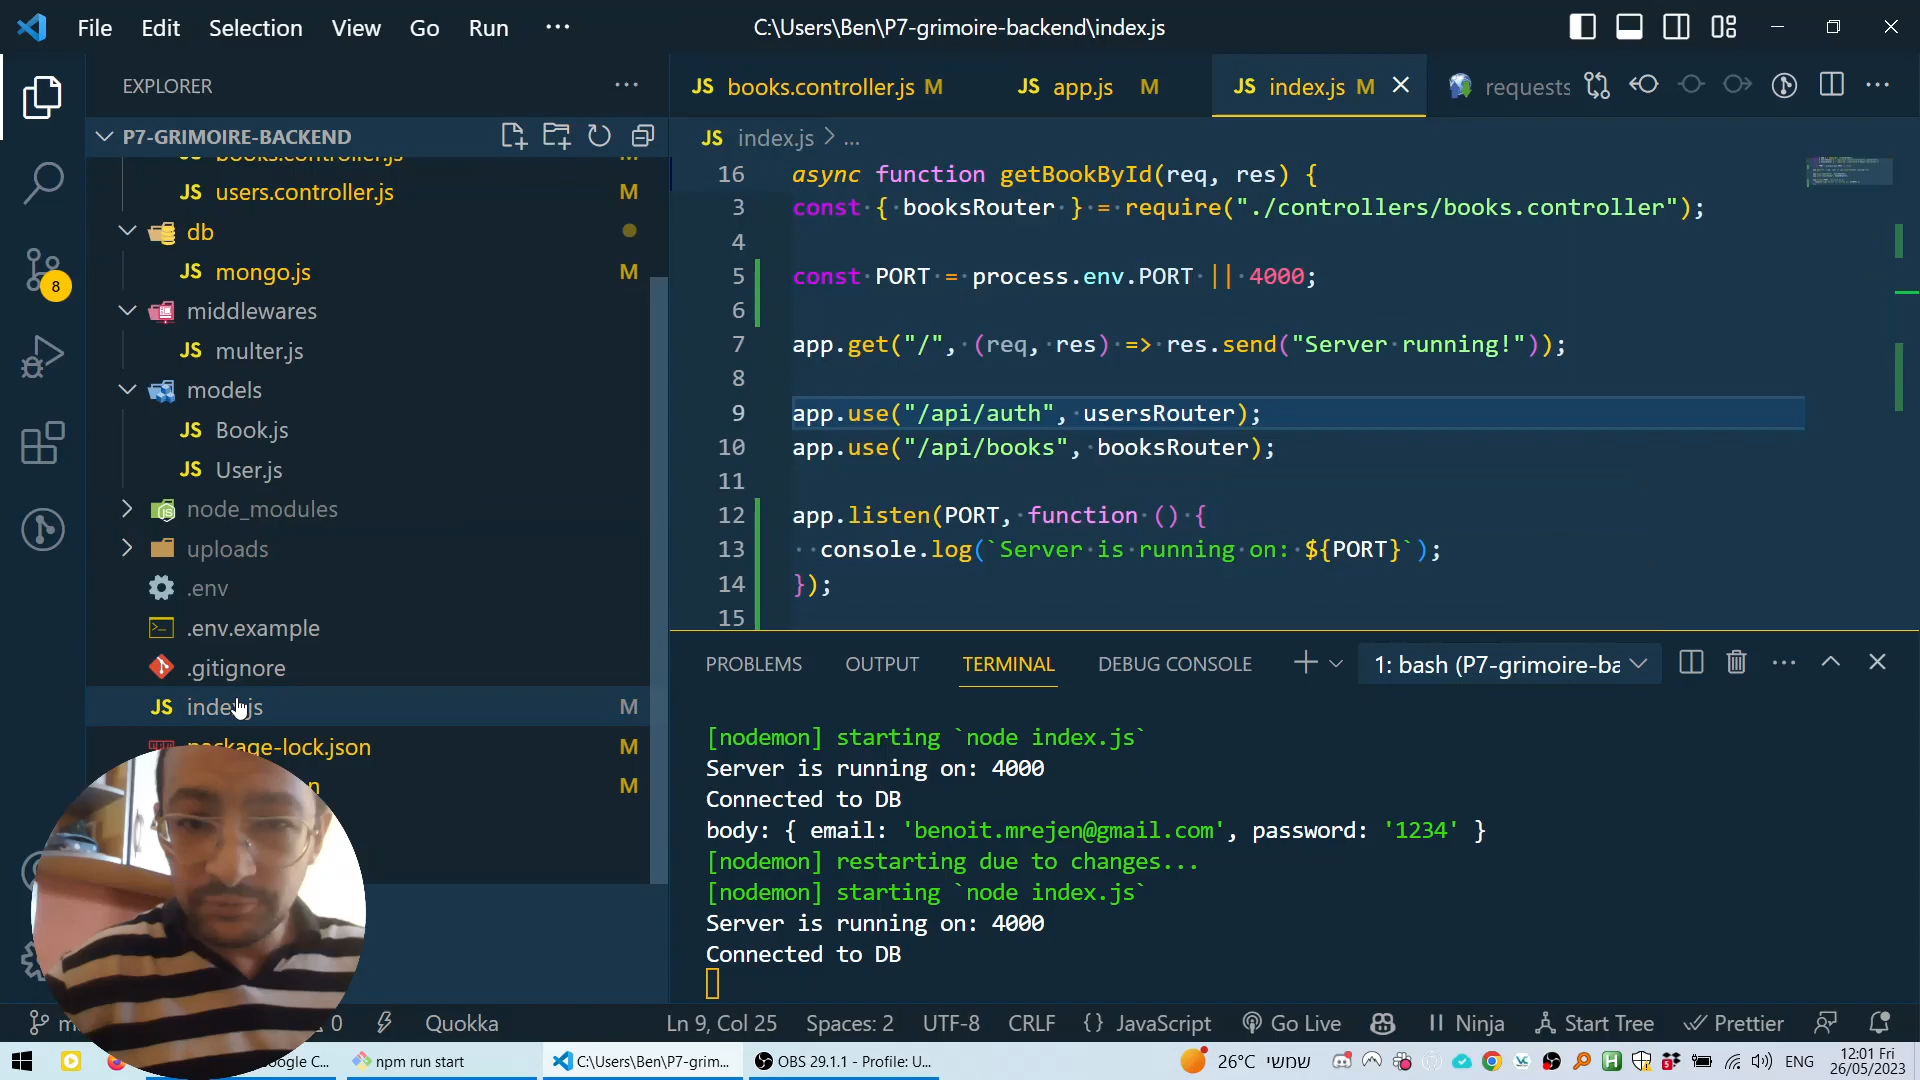 File Edit Selection View Go Run ···
C:\Users\Ben\P7-grimoire-backend\index.js
EXPLORER
P7-GRIMOIRE-BACKEND
books.controller.js M
users.controller.js M
db
mongo.js M
middlewares
multer.js
models
Book.js
User.js
node_modules
uploads
.env
.env.example
.gitignore
index.js M
package-lock.json M
M
8
JS books.controller.js M
JS app.js M
JS index.js M
requests
JS index.js > ...
16 async function getBookById(req, res) {
3 const { booksRouter } = require("./controllers/books.controller");
4
5 const PORT = process.env.PORT || 4000;
6
7 app.get("/", (req, res) => res.send("Server running!"));
8
9 app.use("/api/auth", usersRouter);
10 app.use("/api/books", booksRouter);
11
12 app.listen(PORT, function () {
13 console.log(`Server is running on: ${PORT}`);
14 });
15
PROBLEMS OUTPUT TERMINAL DEBUG CONSOLE
1: bash (P7-grimoire-ba
[nodemon] starting `node index.js`
Server is running on: 4000
Connected to DB
body: { email: 'benoit.mrejen@gmail.com', password: '1234' }
[nodemon] restarting due to changes...
[nodemon] starting `node index.js`
Server is running on: 4000
Connected to DB
0 Quokka Ln 9, Col 25 Spaces: 2 UTF-8 CRLF {} JavaScript Go Live Ninja Start Tree Prettier
npm run start
C:\Users\Ben\P7-grim...
OBS 29.1.1 - Profile: U...
26°C שמשי
ENG
12:01 Fri
26/05/2023